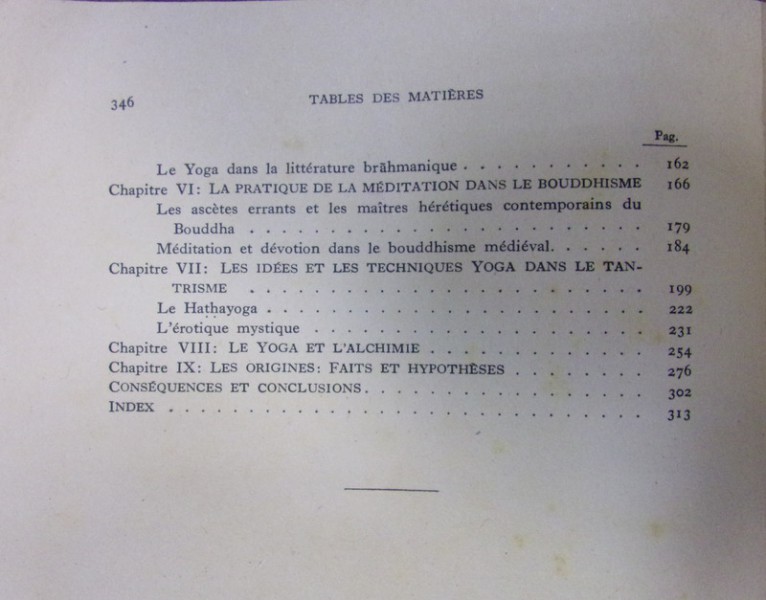 346
TABLES DES MATIÈRES
Pag.
Le Yoga dans la littérature brāhmanique . . . . . . . . . . . 162
Chapitre VI: LA PRATIQUE DE LA MÉDITATION DANS LE BOUDDHISME 166
Les ascètes errants et les maîtres hérétiques contemporains du
Bouddha . . . . . . . . . . . . . . . . . . . 179
Méditation et dévotion dans le bouddhisme médiéval. . . . . . 184
Chapitre VII: LES IDÉES ET LES TECHNIQUES YOGA DANS LE TAN-
TRISME . . . . . . . . . . . . . . . . . . . 199
Le Haṭhayoga . . . . . . . . . . . . . . . . . . 222
L'érotique mystique . . . . . . . . . . . . . . . . 231
Chapitre VIII: LE YOGA ET L'ALCHIMIE . . . . . . . . . . 254
Chapitre IX: LES ORIGINES: FAITS ET HYPOTHÈSES . . . . . . . 276
CONSÉQUENCES ET CONCLUSIONS. . . . . . . . . . . . . 302
INDEX . . . . . . . . . . . . . . . . . . . . . . 313